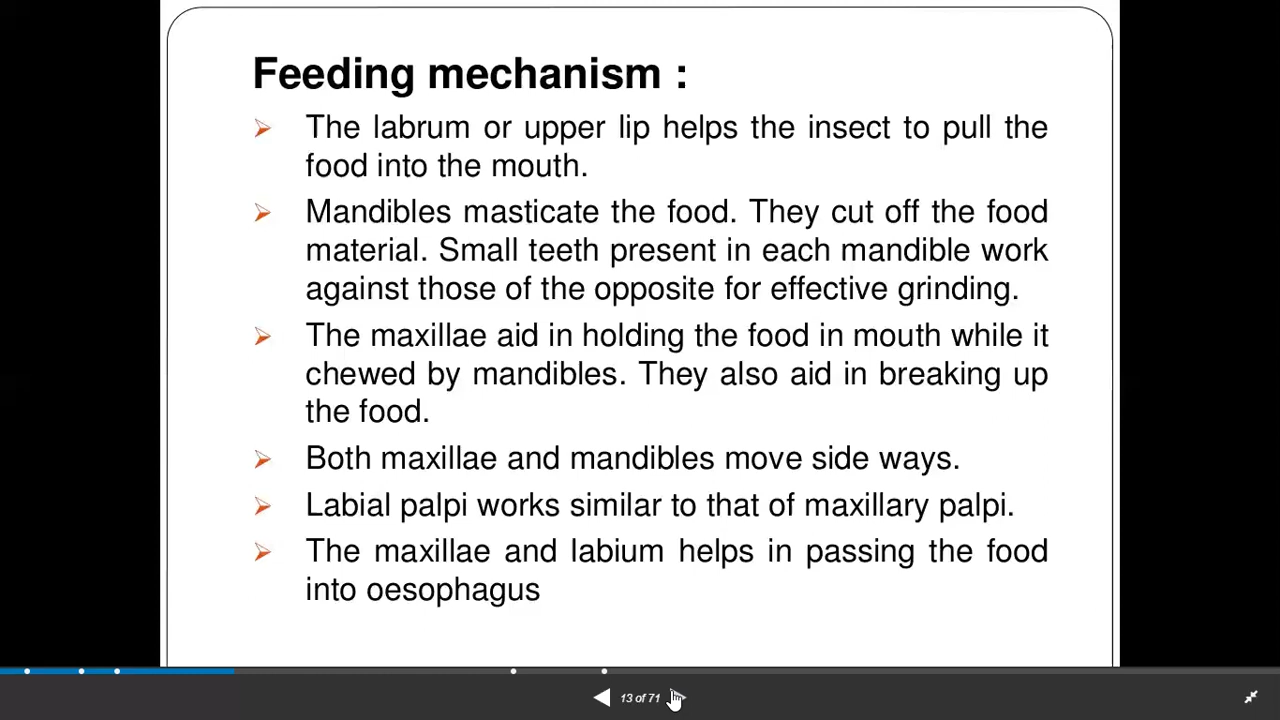 Feeding mechanism :
The labrum or upper lip helps the insect to pull the
food into the mouth.
Mandibles masticate the food. They cut off the food
material. Small teeth present in each mandible work
against those of the opposite for effective grinding.
The maxillae aid in holding the food in mouth while it
chewed by mandibles. They also aid in breaking up
the food.
Both maxillae and mandibles move side ways.
Labial palpi works similar to that of maxillary palpi.
The maxillae and labium helps in passing the food
into oesophagus
13 of 71